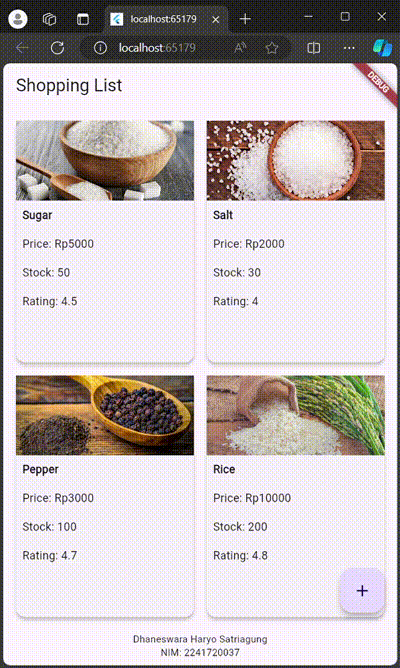 localhost:65179
localhost:65179
Shopping List
DEBUG
Sugar
Price: Rp5000
Stock: 50
Rating: 4.5
Salt
Price: Rp2000
Stock: 30
Rating: 4
Pepper
Price: Rp3000
Stock: 100
Rating: 4.7
Rice
Price: Rp10000
Stock: 200
Rating: 4.8
Dhaneswara Haryo Satriagung
NIM: 2241720037